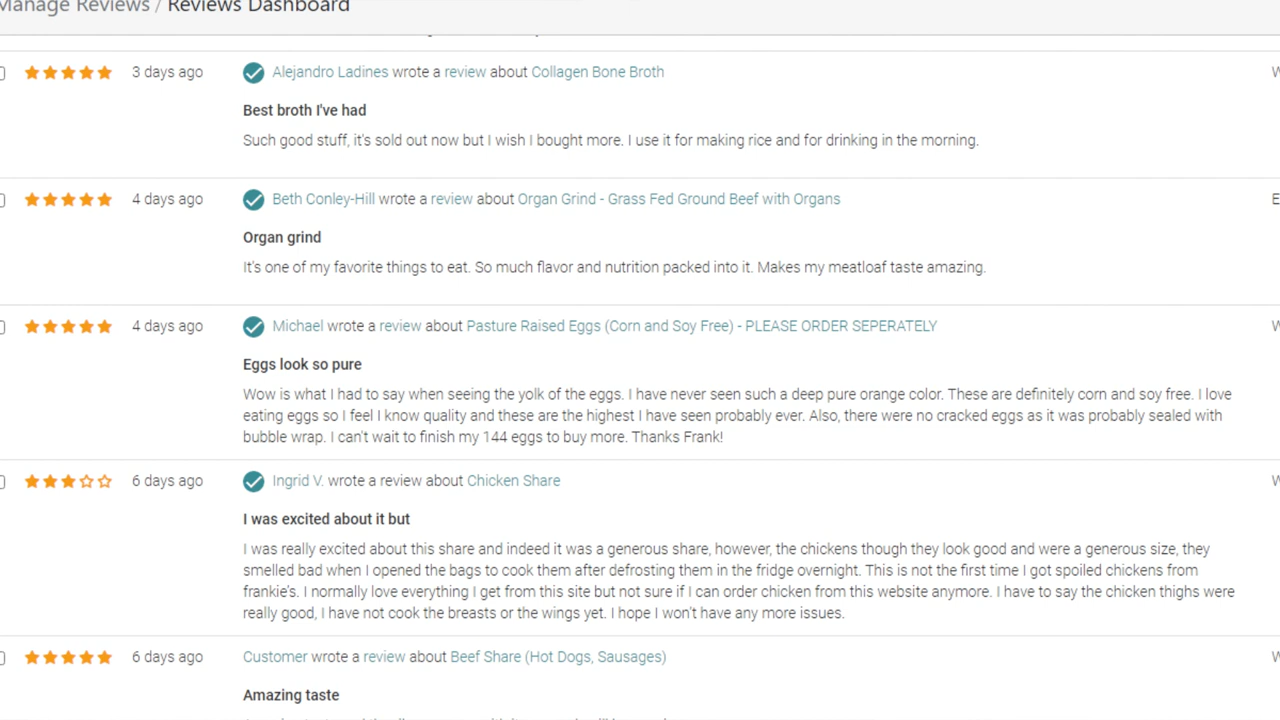 Manage Reviews / Reviews Dashboard
3 days ago Alejandro Ladines wrote a review about Collagen Bone Broth
Best broth I've had
Such good stuff, it's sold out now but I wish I bought more. I use it for making rice and for drinking in the morning.
4 days ago Beth Conley-Hill wrote a review about Organ Grind - Grass Fed Ground Beef with Organs
Organ grind
It's one of my favorite things to eat. So much flavor and nutrition packed into it. Makes my meatloaf taste amazing.
4 days ago Michael wrote a review about Pasture Raised Eggs (Corn and Soy Free) - PLEASE ORDER SEPERATELY
Eggs look so pure
Wow is what I had to say when seeing the yolk of the eggs. I have never seen such a deep pure orange color. These are definitely corn and soy free. I love
eating eggs so I feel I know quality and these are the highest I have seen probably ever. Also, there were no cracked eggs as it was probably sealed with
bubble wrap. I can't wait to finish my 144 eggs to buy more. Thanks Frank!
6 days ago Ingrid V. wrote a review about Chicken Share
I was excited about it but
I was really excited about this share and indeed it was a generous share, however, the chickens though they look good and were a generous size, they
smelled bad when I opened the bags to cook them after defrosting them in the fridge overnight. This is not the first time I got spoiled chickens from
frankie's. I normally love everything I get from this site but not sure if I can order chicken from this website anymore. I have to say the chicken thighs were
really good, I have not cook the breasts or the wings yet. I hope I won't have any more issues.
6 days ago Customer wrote a review about Beef Share (Hot Dogs, Sausages)
Amazing taste